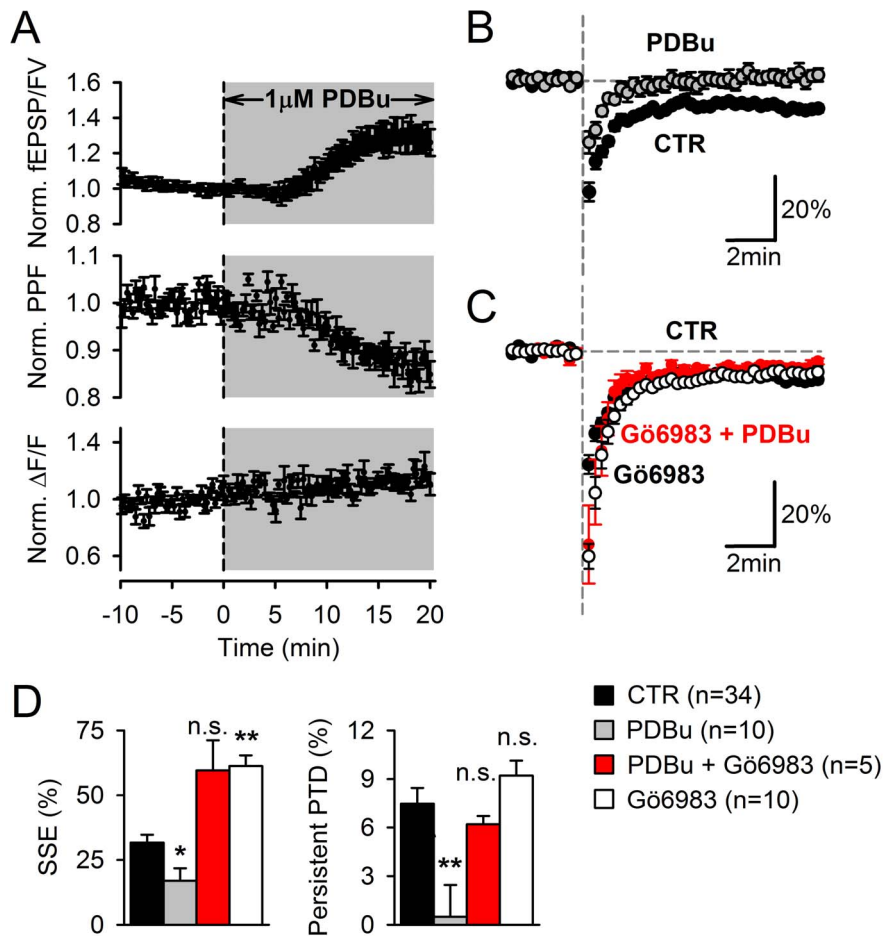 A
Norm. fEPSP/FV
1.6
1.4
1.2
1.0
0.8
1μM PDBu
Norm. PPF
1.1
1.0
0.9
0.8
Norm. ΔF/F
1.4
1.0
0.6
-10 -5 0 5 10 15 20
Time (min)
B
PDBu
CTR
20%
2min
C
CTR
Gö6983 + PDBu
Gö6983
20%
2min
D
SSE (%)
75
50
25
0
*
n.s.
**
Persistent PTD (%)
12
9
6
3
0
**
n.s.
n.s.
CTR (n=34)
PDBu (n=10)
PDBu + Gö6983 (n=5)
Gö6983 (n=10)